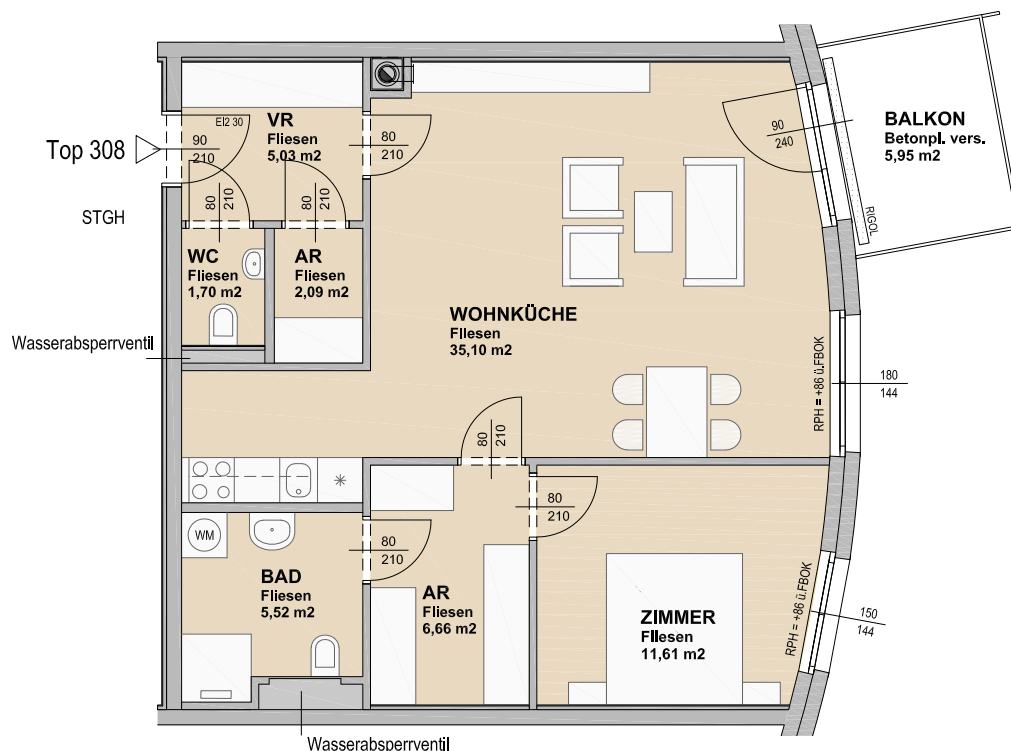 Top 308
STGH
EI2 30
90
210
VR
Fliesen
5,03 m2
80
210
80
210
80
210
WC
Fliesen
1,70 m2
AR
Fliesen
2,09 m2
Wasserabsperrventil
90
240
BALKON
Betonpl. vers.
5,95 m2
RIGOL
WOHNKÜCHE
Fliesen
35,10 m2
RPH = +86 ü.FBOK
180
144
80
210
WM
BAD
Fliesen
5,52 m2
80
210
AR
Fliesen
6,66 m2
80
210
ZIMMER
Fliesen
11,61 m2
RPH = +86 ü.FBOK
150
144
Wasserabsperrventil